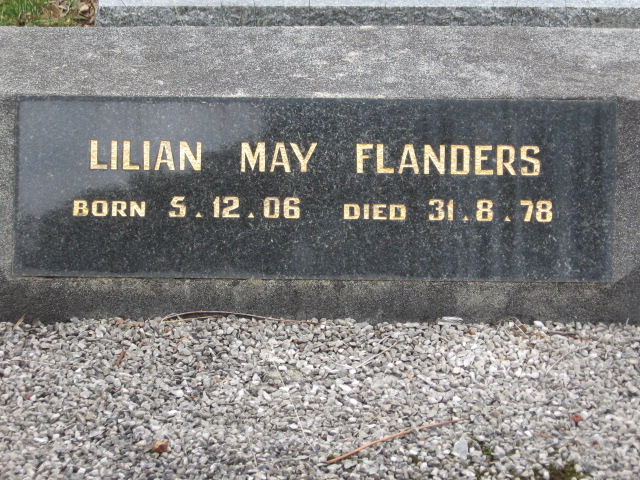 LILIAN MAY FLANDERS
BORN 5.12.06 DIED 31.8.78